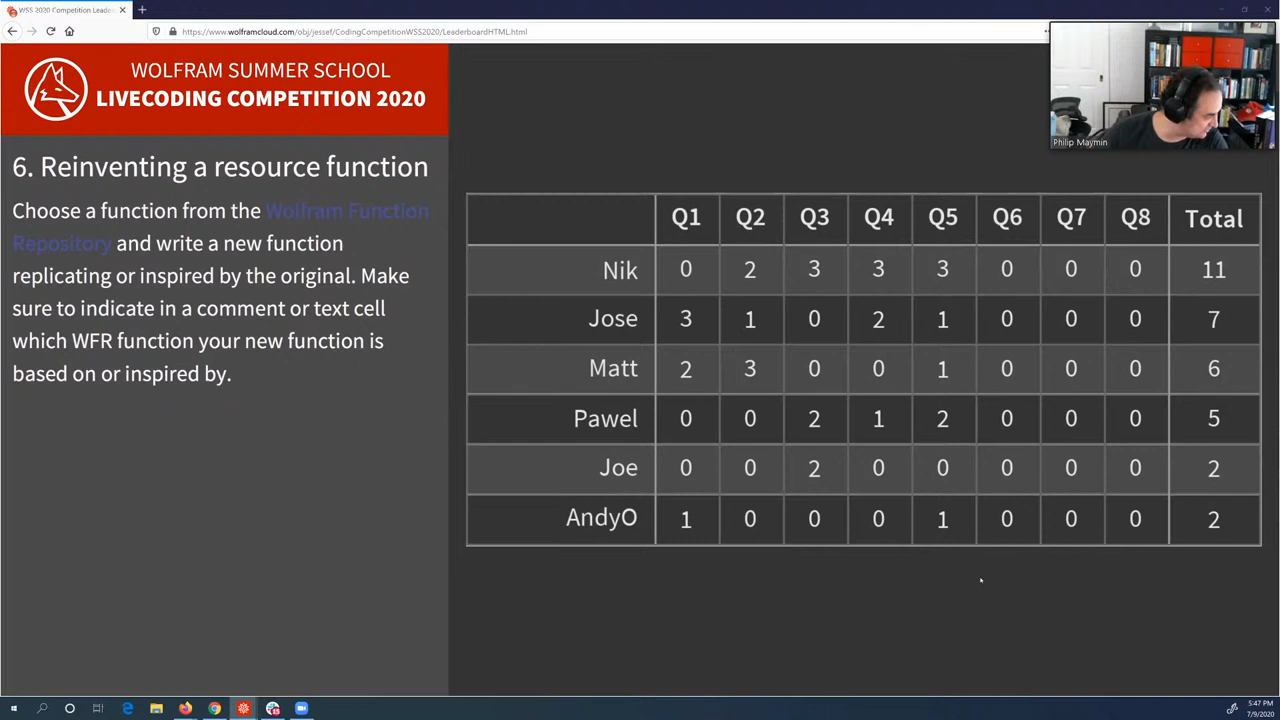 WSS 2020 Competition Leade
https://www.wolframcloud.com/obj/jessef/CodingCompetitionWSS2020/LeaderboardHTML.html
WOLFRAM SUMMER SCHOOL
LIVECODING COMPETITION 2020
Philip Maymin
6. Reinventing a resource function
Choose a function from the Wolfram Function
Repository and write a new function
replicating or inspired by the original. Make
sure to indicate in a comment or text cell
which WFR function your new function is
based on or inspired by.
Q1 Q2 Q3 Q4 Q5 Q6 Q7 Q8 Total
Nik 0 2 3 3 3 0 0 0 11
Jose 3 1 0 2 1 0 0 0 7
Matt 2 3 0 0 1 0 0 0 6
Pawel 0 0 2 1 2 0 0 0 5
Joe 0 0 2 0 0 0 0 0 2
AndyO 1 0 0 0 1 0 0 0 2
5:47 PM
7/9/2020